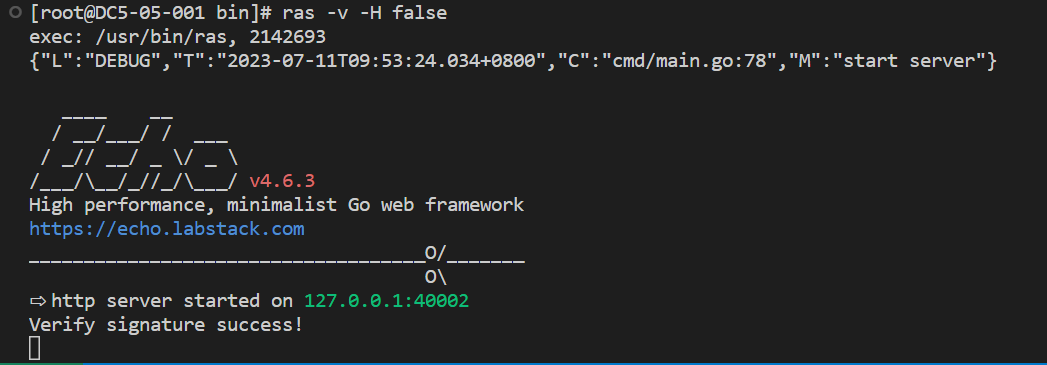 [root@DC5-05-001 bin]# ras -v -H false
exec: /usr/bin/ras, 2142693
{"L":"DEBUG","T":"2023-07-11T09:53:24.034+0800","C":"cmd/main.go:78","M":"start server"}
   ____    __
  / __/___/ /  ___
 / _// __/ _ \/ _ \
/___/\__/_//_/\___/ v4.6.3
High performance, minimalist Go web framework
https://echo.labstack.com
____________________________________O/_______
                                    O\
⇨ http server started on 127.0.0.1:40002
Verify signature success!